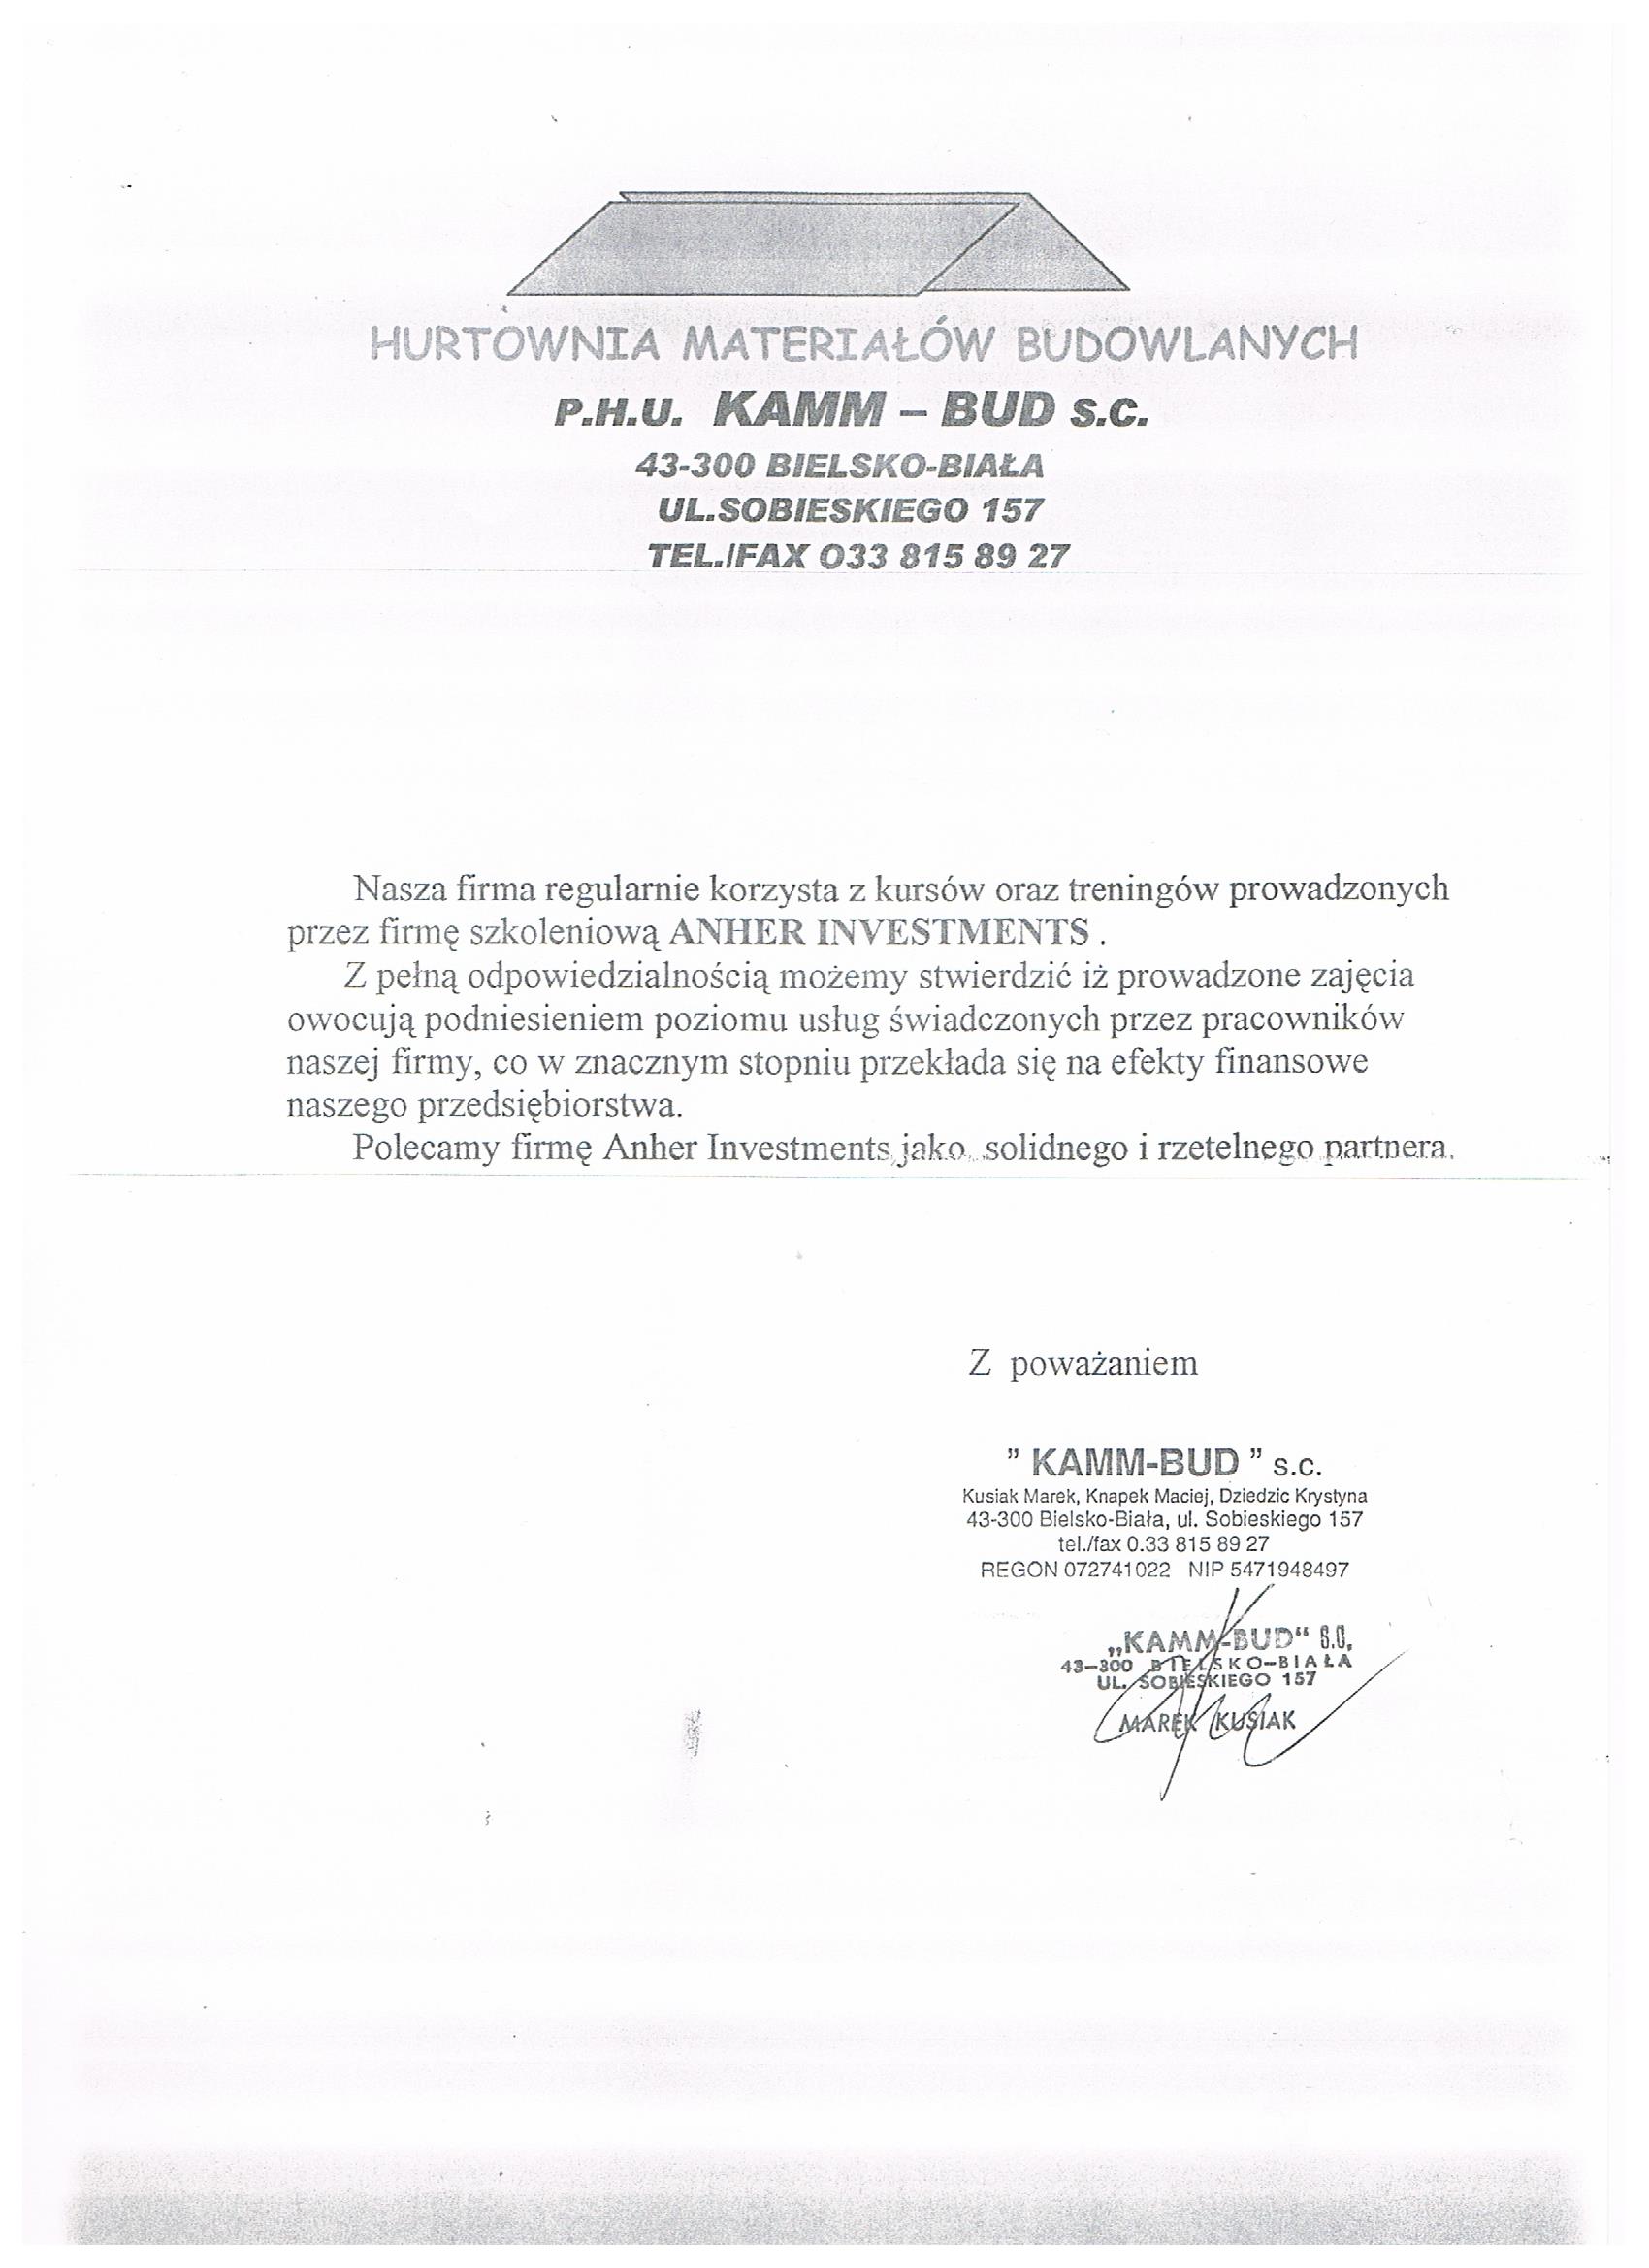 HURTOWNIA MATERIAŁÓW BUDOWLANYCH
P.H.U. KAMM – BUD S.C.
43-300 BIELSKO-BIAŁA
UL.SOBIESKIEGO 157
TEL./FAX 033 815 89 27
Nasza firma regularnie korzysta z kursów oraz treningów prowadzonych
przez firmę szkoleniową ANHER INVESTMENTS .
Z pełną odpowiedzialnością możemy stwierdzić iż prowadzone zajęcia
owocują podniesieniem poziomu usług świadczonych przez pracowników
naszej firmy, co w znacznym stopniu przekłada się na efekty finansowe
naszego przedsiębiorstwa.
Polecamy firmę Anher Investments jako solidnego i rzetelnego partnera.
Z poważaniem
” KAMM-BUD ” s.c.
Kusiak Marek, Knapek Maciej, Dziedzic Krystyna
43-300 Bielsko-Biała, ul. Sobieskiego 157
tel./fax 0.33 815 89 27
REGON 072741022 NIP 5471948497
„KAMM-BUD“ S.C.
43–300 BIELSKO–BIAŁA
UL. SOBIESKIEGO 157
MAREK KUSIAK